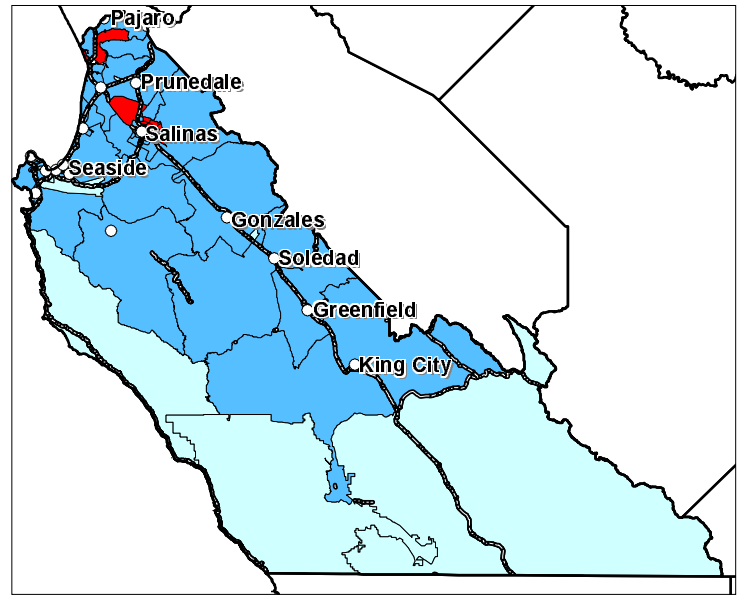 Pajaro
Prunedale
Salinas
Seaside
Gonzales
Soledad
Greenfield
King City